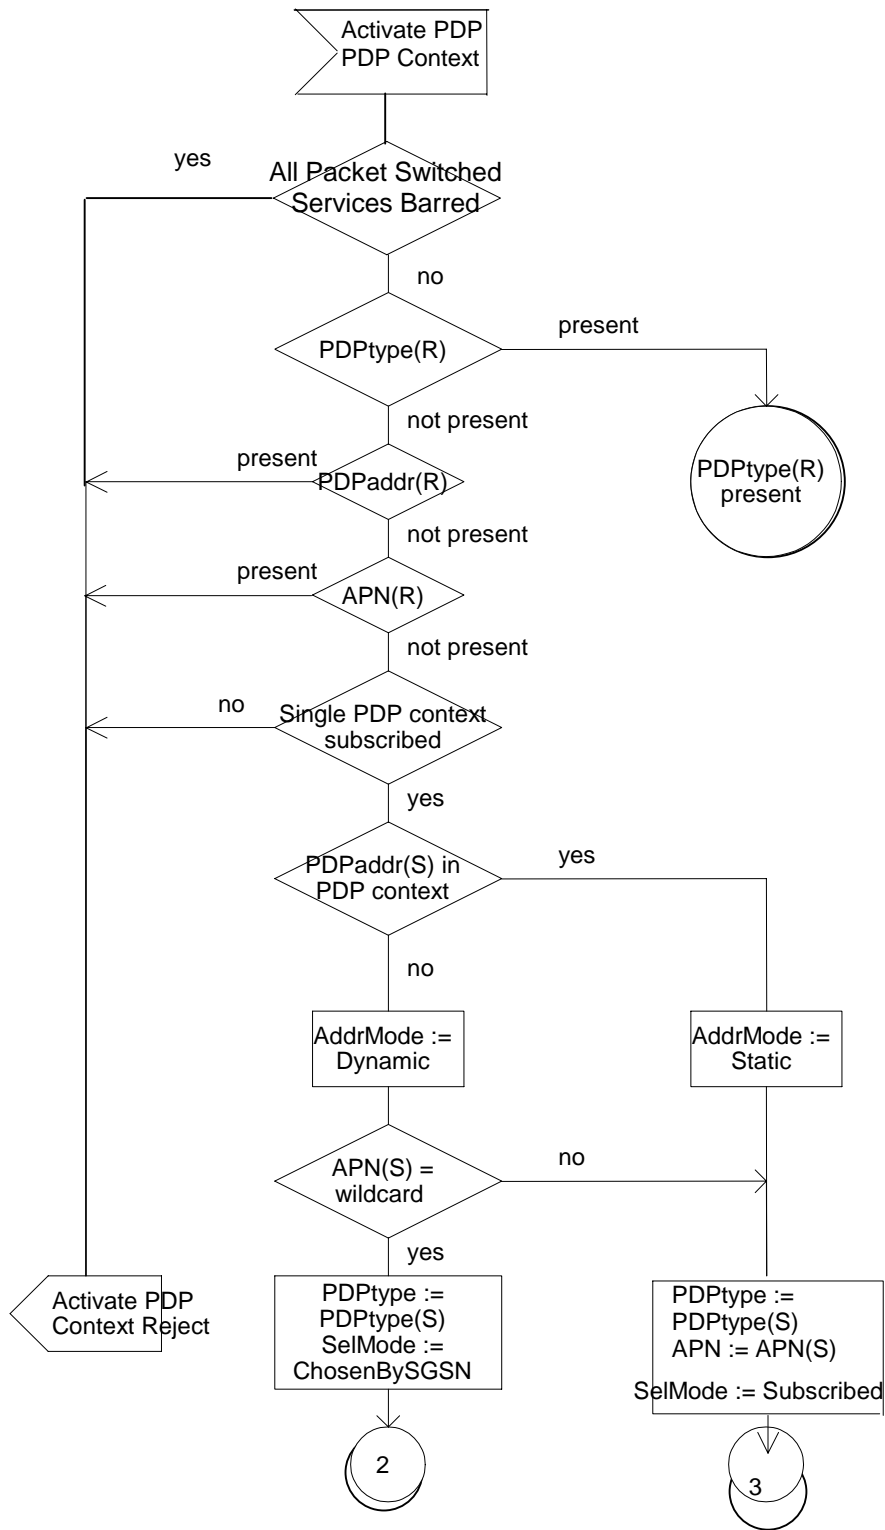 Activate PDP
PDP Context
yes
All Packet Switched
Services Barred
no
PDPtype(R)
present
not present
present
PDPaddr(R)
PDPtype(R)
present
not present
present
APN(R)
not present
no
Single PDP context
subscribed
yes
PDPaddr(S) in
PDP context
yes
no
AddrMode :=
Dynamic
AddrMode :=
Static
APN(S) =
wildcard
no
yes
Activate PDP
Context Reject
PDPtype :=
PDPtype(S)
SelMode :=
ChosenBySGSN
PDPtype :=
PDPtype(S)
APN := APN(S)
SelMode := Subscribed
2
3